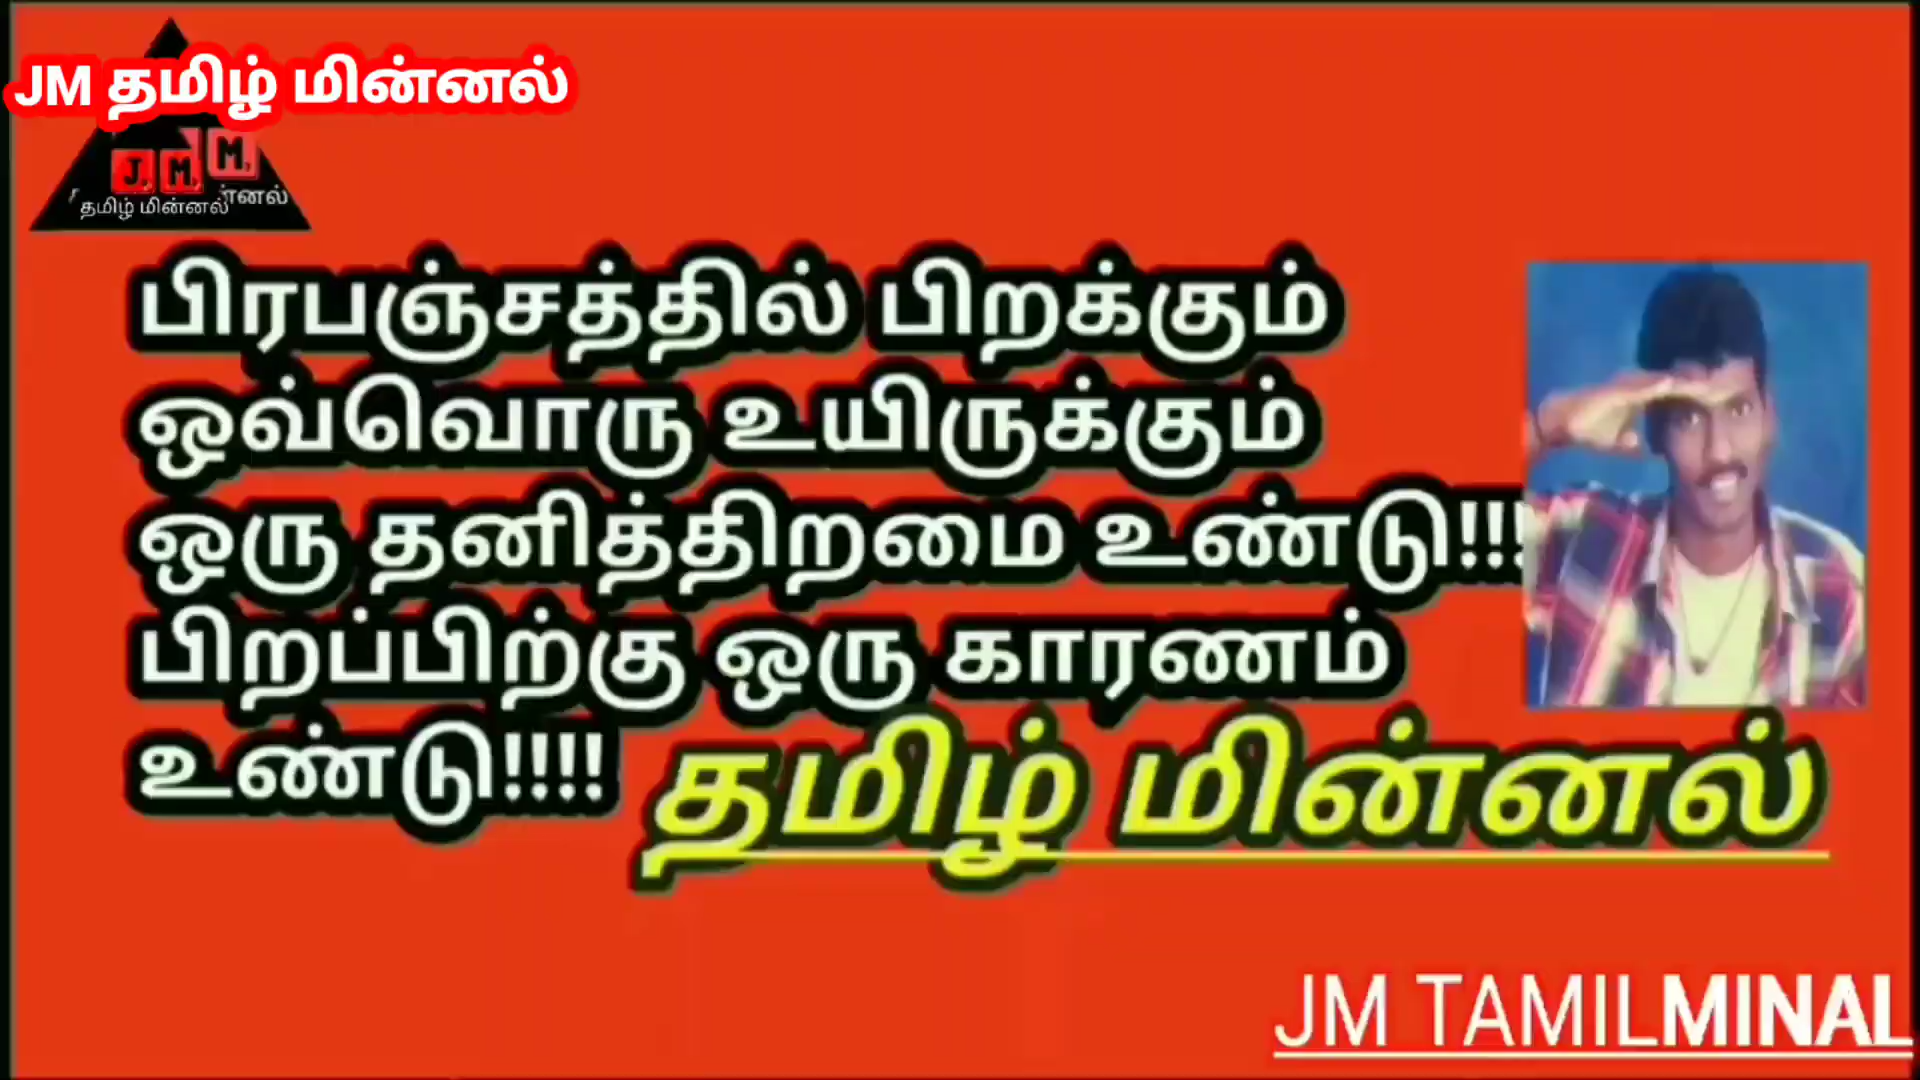 JM தமிழ் மின்னல்
J. M. M.
தமிழ் மின்னல்
பிரபஞ்சத்தில் பிறக்கும்
ஒவ்வொரு உயிருக்கும்
ஒரு தனித்திறமை உண்டு!!!
பிறப்பிற்கு ஒரு காரணம்
உண்டு!!!!
தமிழ் மின்னல்
JM TAMILMINAL